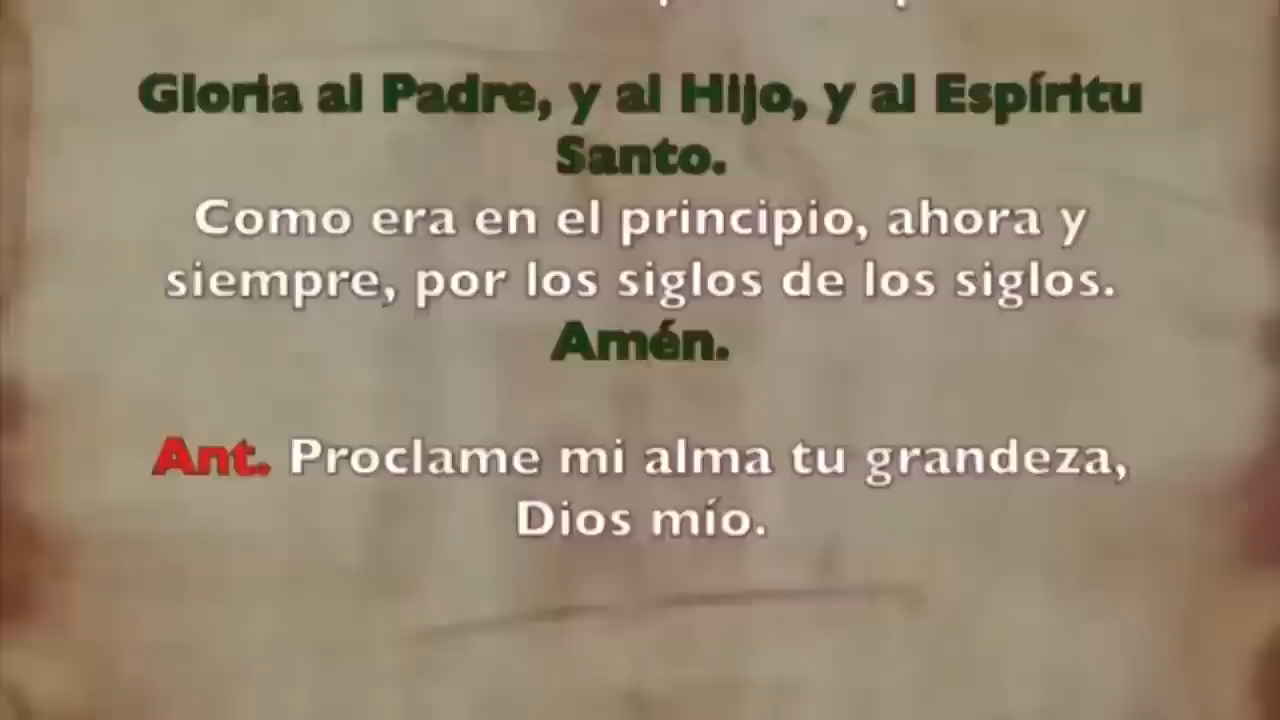 Gloria al Padre, y al Hijo, y al Espíritu
Santo.
Como era en el principio, ahora y
siempre, por los siglos de los siglos.
Amén.
Ant. Proclame mi alma tu grandeza,
Dios mío.